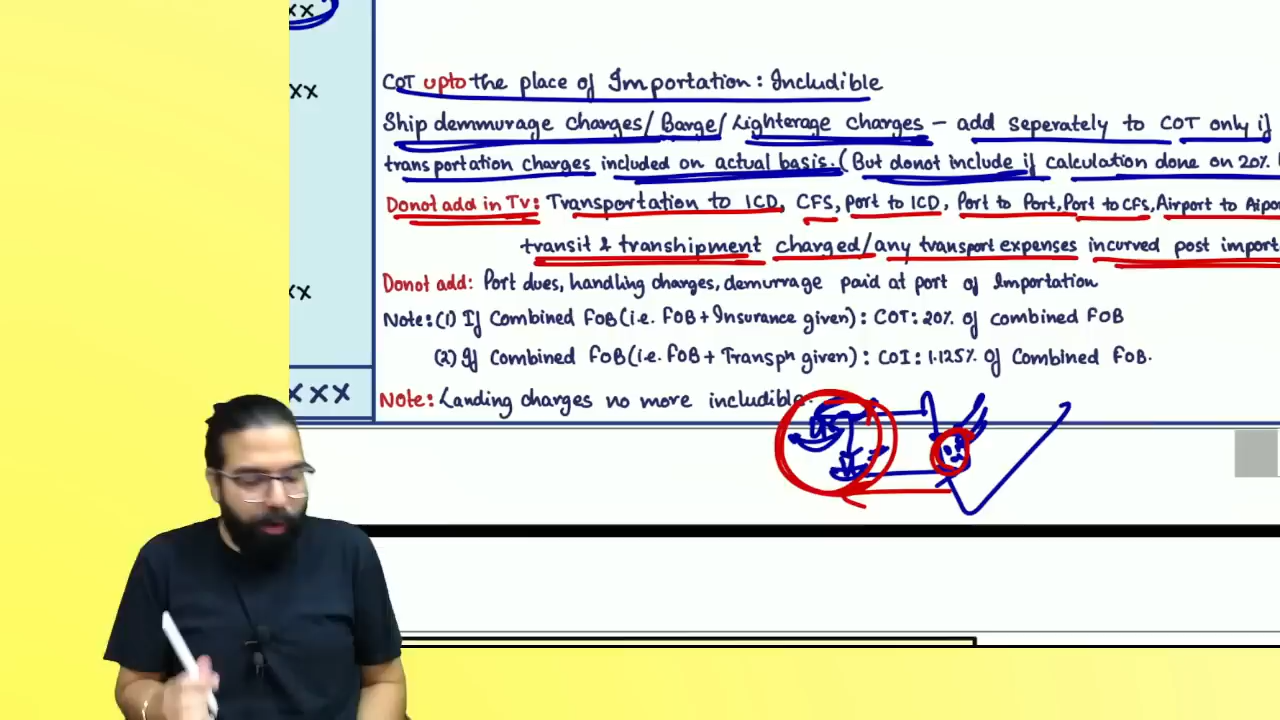 xx
xx
COT upto the place of Importation: Includible
Ship demmurage charges/Barge/Lighterage charges – add seperately to COT only if
transportation charges included on actual basis. (But donot include if calculation done on 20%
Donot add in TV: Transportation to ICD, CFS, Port to ICD, Port to Port, Port to CFS, Airport to Aipor
transit & transhipment charged/any transport expenses incurred post import
Donot add: Port dues, handling charges, demurrage paid at port of Importation
xx
Note: (1) If Combined FOB (i.e. FOB + Insurance given): COT: 20% of combined FOB
(2) If Combined FOB (i.e. FOB + Transpn given): COI: 1.125% of Combined FOB.
xxx
Note: Landing charges no more includible.